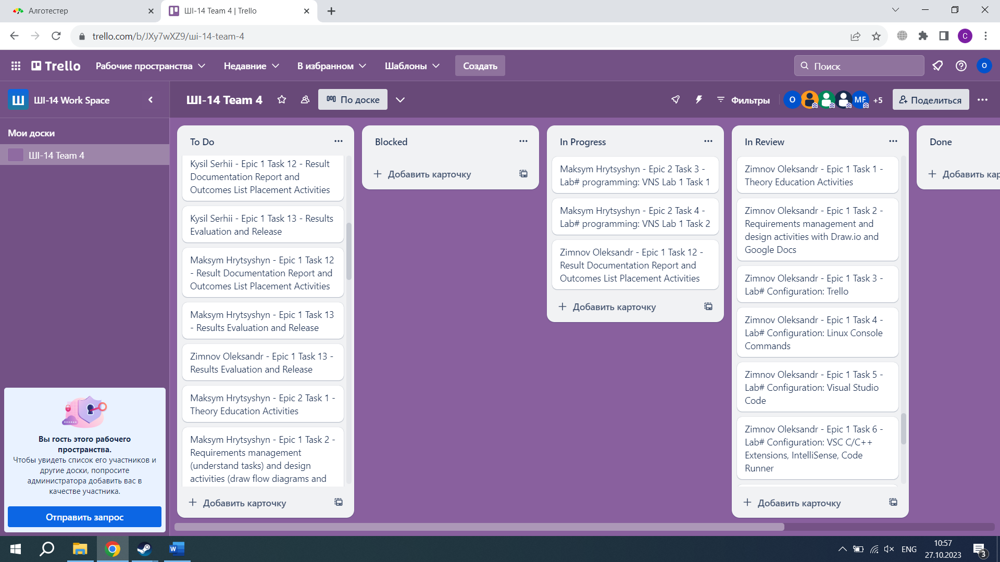 Алготестер
ШІ-14 Team 4 | Trello
trello.com/b/JXy7wXZ9/ші-14-team-4
C
Trello
Рабочие пространства
Недавние
В избранном
Шаблоны
Создать
Поиск
O
Ш
ШІ-14 Work Space
ШІ-14 Team 4
По доске
Фильтры
O
MF
+5
Поделиться
Мои доски
ШІ-14 Team 4
Вы гость этого рабочего
пространства.
Чтобы увидеть список его участников и
другие доски, попросите
администратора добавить вас в
качестве участника.
Отправить запрос
To Do
Kysil Serhii - Epic 1 Task 12 - Result
Documentation Report and
Outcomes List Placement Activities
Kysil Serhii - Epic 1 Task 13 - Results
Evaluation and Release
Maksym Hrytsyshyn - Epic 1 Task 12
- Result Documentation Report and
Outcomes List Placement Activities
Maksym Hrytsyshyn - Epic 1 Task 13
- Results Evaluation and Release
Zimnov Oleksandr - Epic 1 Task 13 -
Results Evaluation and Release
Maksym Hrytsyshyn - Epic 2 Task 1 -
Theory Education Activities
Maksym Hrytsyshyn - Epic 1 Task 2 -
Requirements management
(understand tasks) and design
activities (draw flow diagrams and
+ Добавить карточку
Blocked
+ Добавить карточку
In Progress
Maksym Hrytsyshyn - Epic 2 Task 3 -
Lab# programming: VNS Lab 1 Task 1
Maksym Hrytsyshyn - Epic 2 Task 4 -
Lab# programming: VNS Lab 1 Task 2
Zimnov Oleksandr - Epic 1 Task 12 -
Result Documentation Report and
Outcomes List Placement Activities
+ Добавить карточку
In Review
Zimnov Oleksandr - Epic 1 Task 1 -
Theory Education Activities
Zimnov Oleksandr - Epic 1 Task 2 -
Requirements management and
design activities with Draw.io and
Google Docs
Zimnov Oleksandr - Epic 1 Task 3 -
Lab# Configuration: Trello
Zimnov Oleksandr - Epic 1 Task 4 -
Lab# Configuration: Linux Console
Commands
Zimnov Oleksandr - Epic 1 Task 5 -
Lab# Configuration: Visual Studio
Code
Zimnov Oleksandr - Epic 1 Task 6 -
Lab# Configuration: VSC C/C++
Extensions, IntelliSense, Code
Runner
+ Добавить карточку
Done
+ Добавить кар
W
ENG
10:57
27.10.2023
3